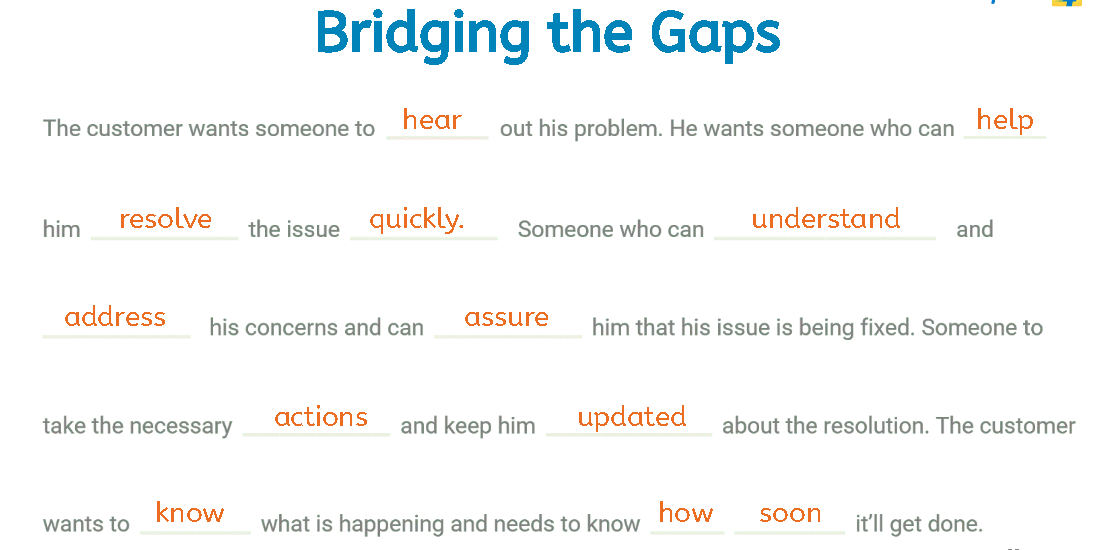 Bridging the Gaps
The customer wants someone to hear out his problem. He wants someone who can help
him resolve the issue quickly. Someone who can understand and
address his concerns and can assure him that his issue is being fixed. Someone to
take the necessary actions and keep him updated about the resolution. The customer
wants to know what is happening and needs to know how soon it'll get done.